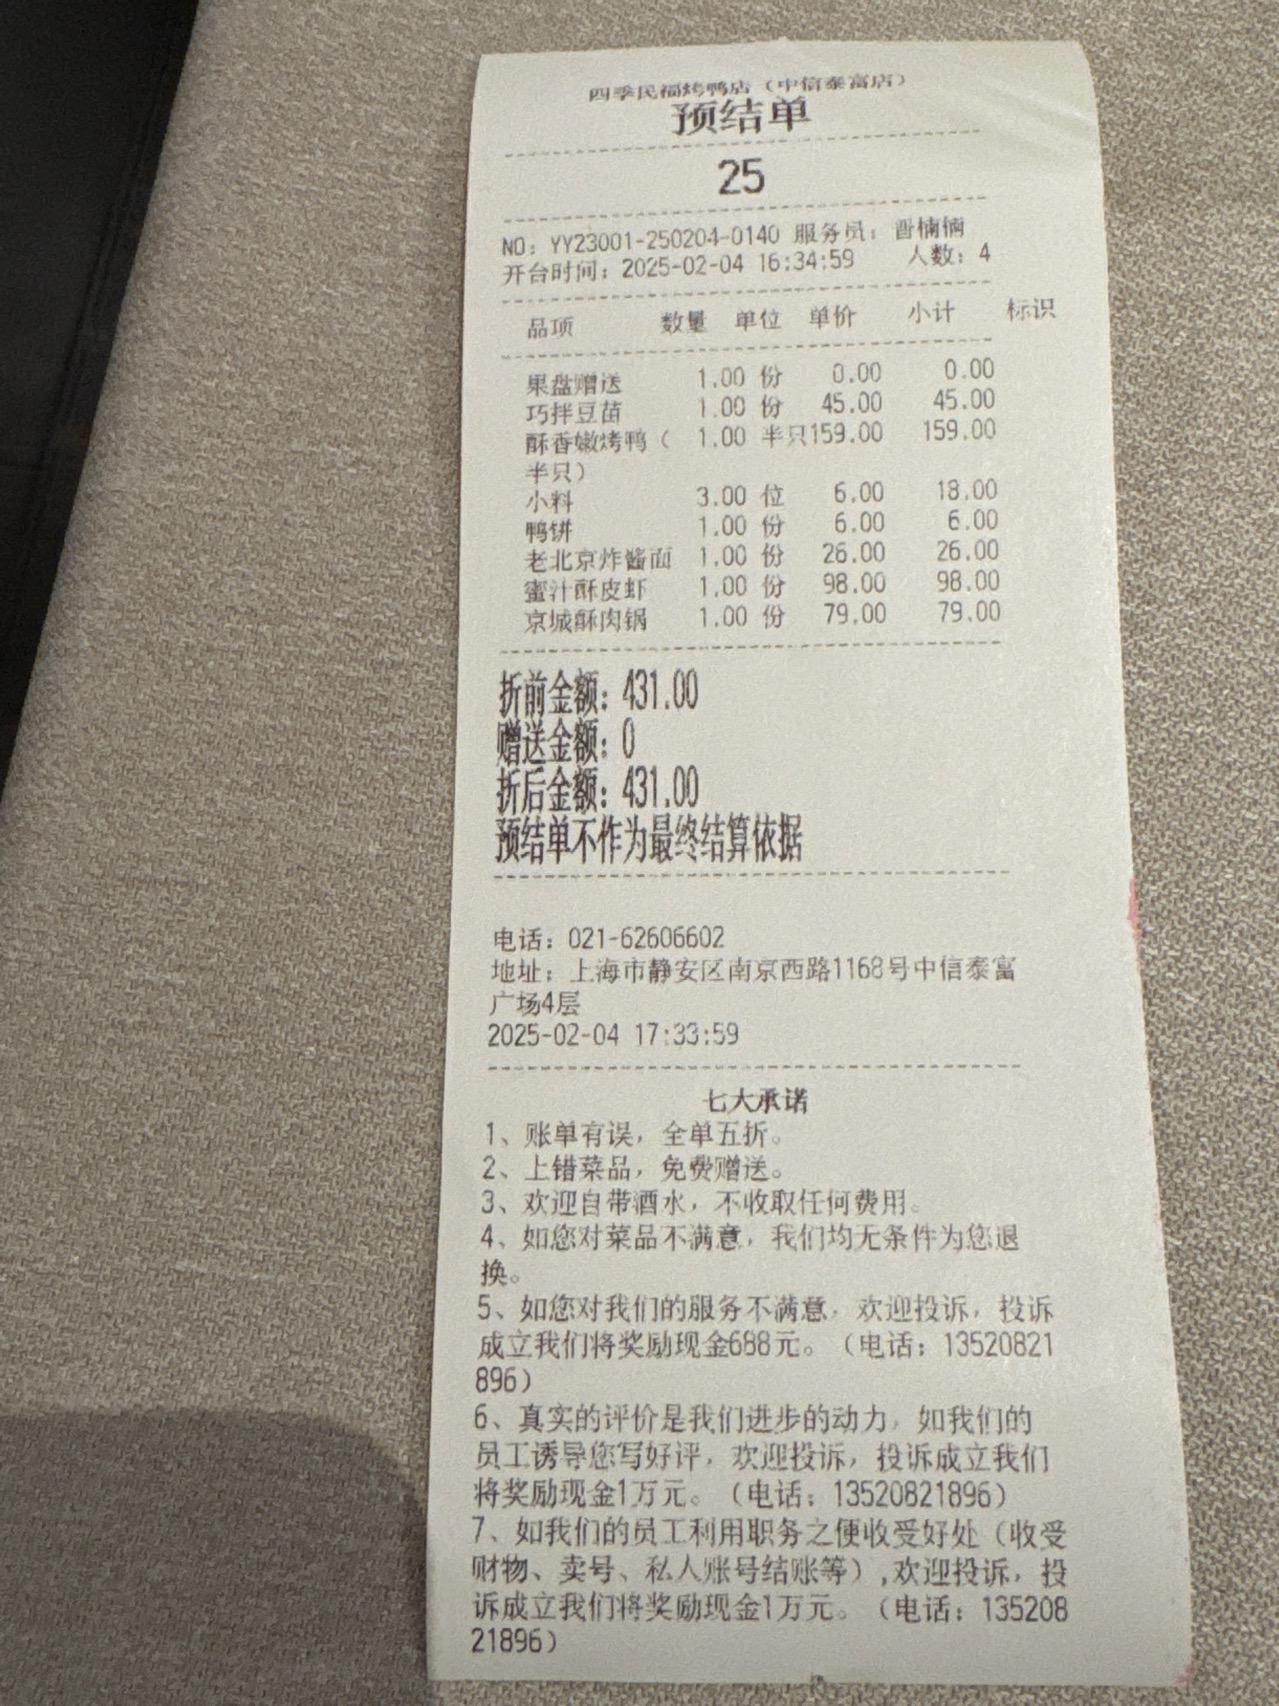 四季民福烤鸭店（中信泰富店）
预结单
25
NO：YY23001-250204-0140 服务员：晋楠楠
开台时间：2025-02-04 16:34:59 人数：4
品项 数量 单位 单价 小计 标识
果盘赠送 1.00 份 0.00 0.00
巧拌豆苗 1.00 份 45.00 45.00
酥香嫩烤鸭（ 1.00 半只159.00 159.00
半只）
小料 3.00 位 6.00 18.00
鸭饼 1.00 份 6.00 6.00
老北京炸酱面 1.00 份 26.00 26.00
蜜汁酥皮虾 1.00 份 98.00 98.00
京城酥肉锅 1.00 份 79.00 79.00
折前金额：431.00
赠送金额：0
折后金额：431.00
预结单不作为最终结算依据
电话：021-62606602
地址：上海市静安区南京西路1168号中信泰富
广场4层
2025-02-04 17:33:59
七大承诺
1、账单有误，全单五折。
2、上错菜品，免费赠送。
3、欢迎自带酒水，不收取任何费用。
4、如您对菜品不满意，我们均无条件为您退
换。
5、如您对我们的服务不满意，欢迎投诉，投诉
成立我们将奖励现金688元。（电话：13520821
896）
6、真实的评价是我们进步的动力，如我们的
员工诱导您写好评，欢迎投诉，投诉成立我们
将奖励现金1万元。（电话：13520821896）
7、如我们的员工利用职务之便收受好处（收受
财物、卖号、私人账号结账等）,欢迎投诉，投
诉成立我们将奖励现金1万元。（电话：135208
21896）